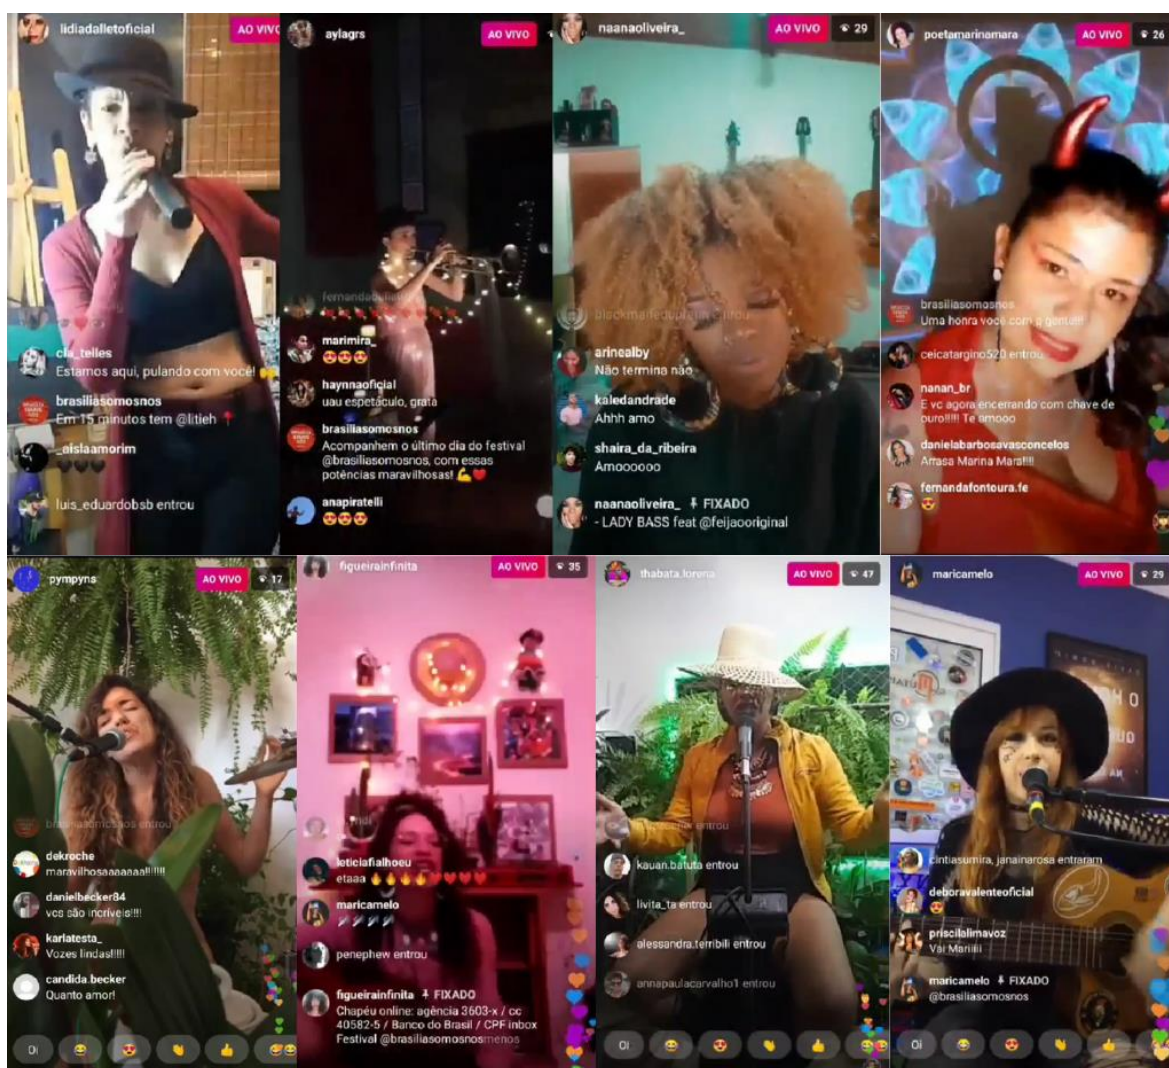 lidiadalletoficial
AO VIVO
cia_telles
Estamos aqui, pulando com você! 🙌
brasiliasomosnos
Em 15 minutos tem @litieh 📍
_aislaamorim
🖤🖤🖤🖤
luis_eduardobsb entrou
aylagrs
AO VIVO
marimira_
😍😍😍
haynnaoficial
uau espetáculo, grata
brasiliasomosnos
Acompanhem o último dia do festival
@brasiliasomosnos, com essas
potências maravilhosas! 💪❤️
anapiratelli
😍😍😍
naanaoliveira_
AO VIVO
29
arinealby
Não termina não
kaledandrade
Ahhh amo
shaira_da_ribeira
Amoooooo
naanaoliveira_ FIXADO
- LADY BASS feat @feijaooriginal
poetamarinamara
AO VIVO
26
brasiliasomosnos
Uma honra você com a gente!!!
ceicatargino520 entrou
nanan_br
E vc agora encerrando com chave de
ouro!!!!! Te amooo
danielabarbosavasconcelos
Arrasa Marina Mara!!!!
fernandafontoura.fe
😍
pympyns
AO VIVO
17
brasiliasomosnos entrou
dekroche
maravilhosaaaaaaa!!!!!!!
danielbecker84
vcs são incríveis!!!!
karlatesta_
Vozes lindas!!!!!
candida.becker
Quanto amor!
Oi
figueirainfinita
AO VIVO
35
leticiafialhoeu
etaaa 🔥🔥🔥🔥❤️❤️❤️❤️
maricamelo
penephew entrou
figueirainfinita FIXADO
Chapéu online: agência 3603-x / cc
40582-5 / Banco do Brasil / CPF inbox
Festival @brasiliasomosnos menos
thabata.lorena
AO VIVO
47
kauan.batuta entrou
livita_ta entrou
alessandra.terribili entrou
annapaulacarvalho1 entrou
Oi
maricamelo
AO VIVO
29
cintiasumira, janainarosa entraram
deboravalenteoficial
😍
priscilalimavoz
Vai Mariiiii
maricamelo FIXADO
@brasiliasomosnos
Oi